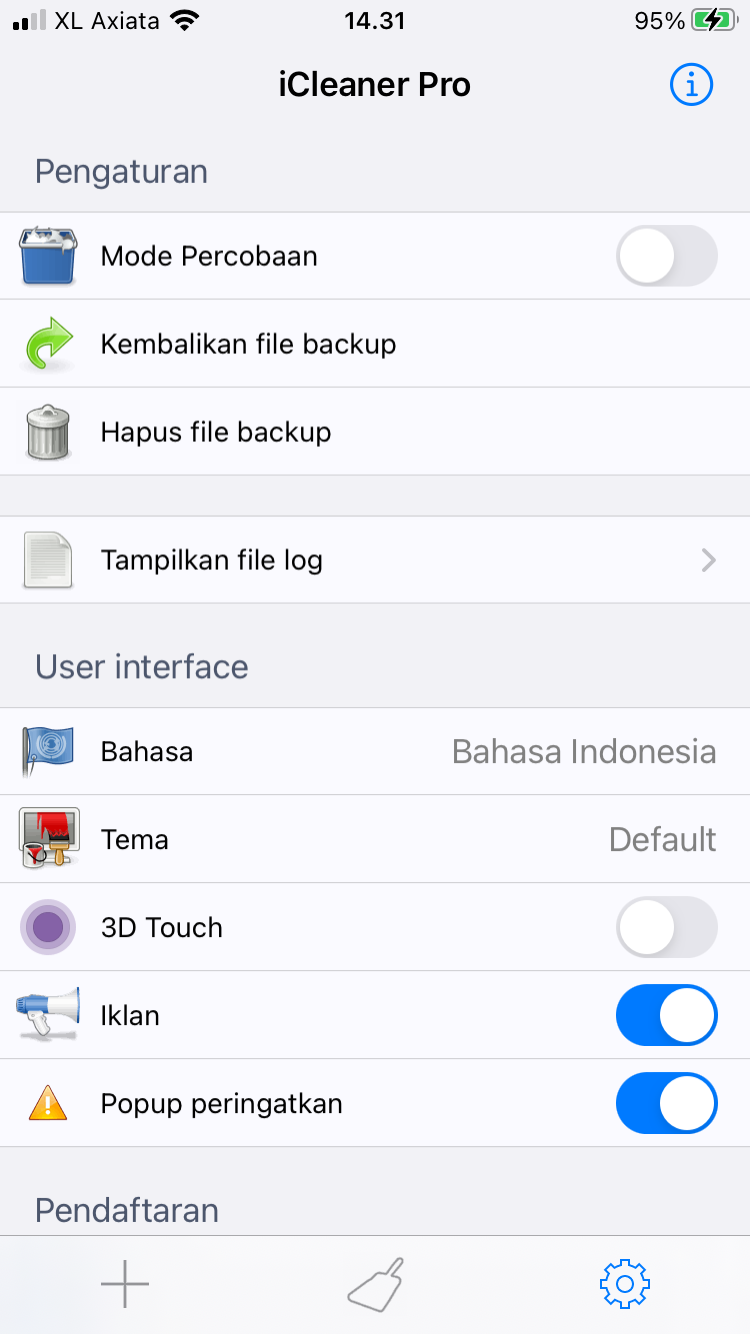 XL Axiata 14.31 95%
iCleaner Pro
Pengaturan
Mode Percobaan
Kembalikan file backup
Hapus file backup
Tampilkan file log
User interface
Bahasa Bahasa Indonesia
Tema Default
3D Touch
Iklan
Popup peringatkan
Pendaftaran